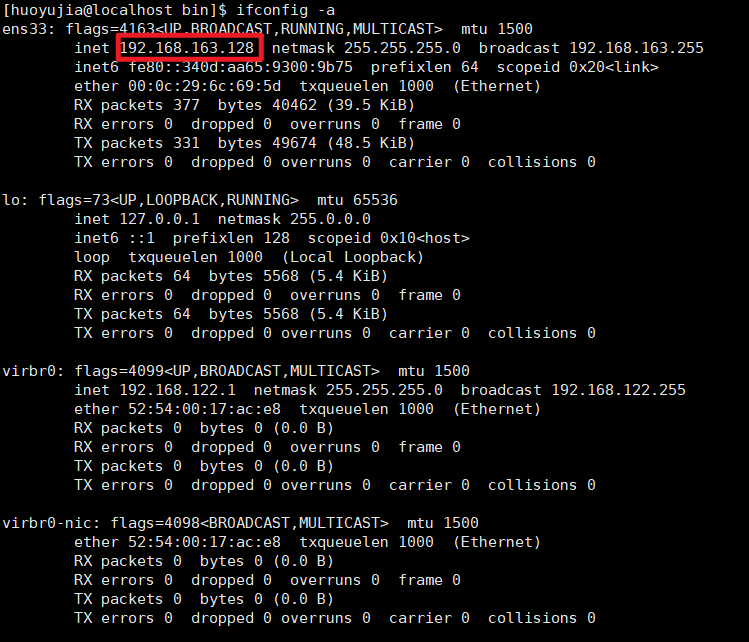 [huoyujia@localhost bin]$ ifconfig -a
ens33: flags=4163<UP,BROADCAST,RUNNING,MULTICAST>  mtu 1500
        inet 192.168.163.128  netmask 255.255.255.0  broadcast 192.168.163.255
        inet6 fe80::340d:aa65:9300:9b75  prefixlen 64  scopeid 0x20<link>
        ether 00:0c:29:6c:69:5d  txqueuelen 1000  (Ethernet)
        RX packets 377  bytes 40462 (39.5 KiB)
        RX errors 0  dropped 0  overruns 0  frame 0
        TX packets 331  bytes 49674 (48.5 KiB)
        TX errors 0  dropped 0 overruns 0  carrier 0  collisions 0

lo: flags=73<UP,LOOPBACK,RUNNING>  mtu 65536
        inet 127.0.0.1  netmask 255.0.0.0
        inet6 ::1  prefixlen 128  scopeid 0x10<host>
        loop  txqueuelen 1000  (Local Loopback)
        RX packets 64  bytes 5568 (5.4 KiB)
        RX errors 0  dropped 0  overruns 0  frame 0
        TX packets 64  bytes 5568 (5.4 KiB)
        TX errors 0  dropped 0 overruns 0  carrier 0  collisions 0

virbr0: flags=4099<UP,BROADCAST,MULTICAST>  mtu 1500
        inet 192.168.122.1  netmask 255.255.255.0  broadcast 192.168.122.255
        ether 52:54:00:17:ac:e8  txqueuelen 1000  (Ethernet)
        RX packets 0  bytes 0 (0.0 B)
        RX errors 0  dropped 0  overruns 0  frame 0
        TX packets 0  bytes 0 (0.0 B)
        TX errors 0  dropped 0 overruns 0  carrier 0  collisions 0

virbr0-nic: flags=4098<BROADCAST,MULTICAST>  mtu 1500
        ether 52:54:00:17:ac:e8  txqueuelen 1000  (Ethernet)
        RX packets 0  bytes 0 (0.0 B)
        RX errors 0  dropped 0  overruns 0  frame 0
        TX packets 0  bytes 0 (0.0 B)
        TX errors 0  dropped 0 overruns 0  carrier 0  collisions 0